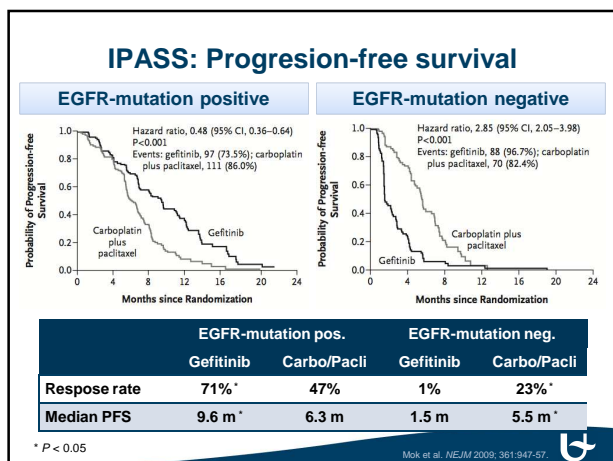 IPASS: Progresion-free survival
EGFR-mutation positive
EGFR-mutation negative
Probability of Progression-free
Survival
1.0
0.8
0.6
0.4
0.2
0.0
Hazard ratio, 0.48 (95% CI, 0.36–0.64)
P<0.001
Events: gefitinib, 97 (73.5%); carboplatin
plus paclitaxel, 111 (86.0%)
Gefitinib
Carboplatin
plus
paclitaxel
0 4 8 12 16 20 24
Months since Randomization
Probability of Progression-free
Survival
1.0
0.8
0.6
0.4
0.2
0.0
Hazard ratio, 2.85 (95% CI, 2.05–3.98)
P<0.001
Events: gefitinib, 88 (96.7%); carboplatin
plus paclitaxel, 70 (82.4%)
Carboplatin plus
paclitaxel
Gefitinib
0 4 8 12 16 20 24
Months since Randomization
EGFR-mutation pos. EGFR-mutation neg.
Gefitinib Carbo/Pacli Gefitinib Carbo/Pacli
Respose rate 71%* 47% 1% 23%*
Median PFS 9.6 m* 6.3 m 1.5 m 5.5 m*
* P < 0.05
Mok et al. NEJM 2009; 361:947-57.